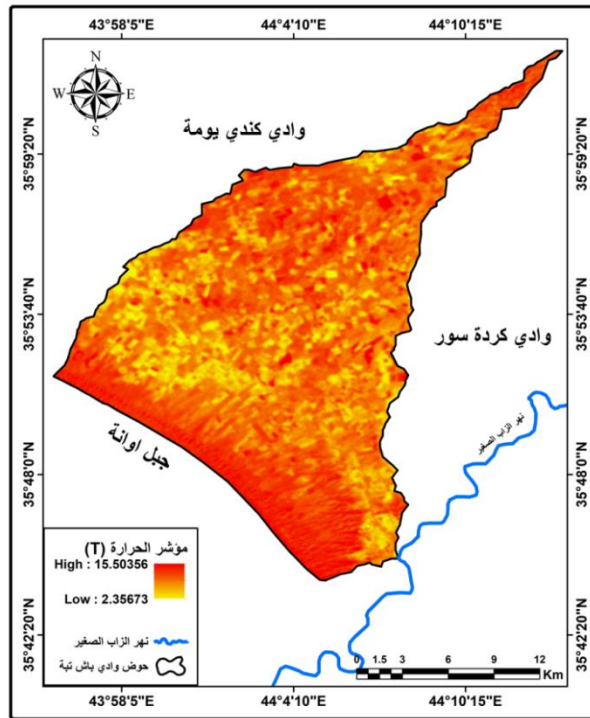 43°58'5"E 44°4'10"E 44°10'15"E
N
W E
S
وادي كندي يومة
35°59'20"N 35°59'20"N
35°53'40"N 35°53'40"N
وادي كردة سور
نهر الزاب الصغير
جبل اوانة
35°48'0"N 35°48'0"N
مؤشر الحرارة (T)
High : 15.50356
Low : 2.35673
نهر الزاب الصغير
حوض وادي باش تبة
35°42'20"N 35°42'20"N
0 1.5 3 6 9 12
Km
43°58'5"E 44°4'10"E 44°10'15"E